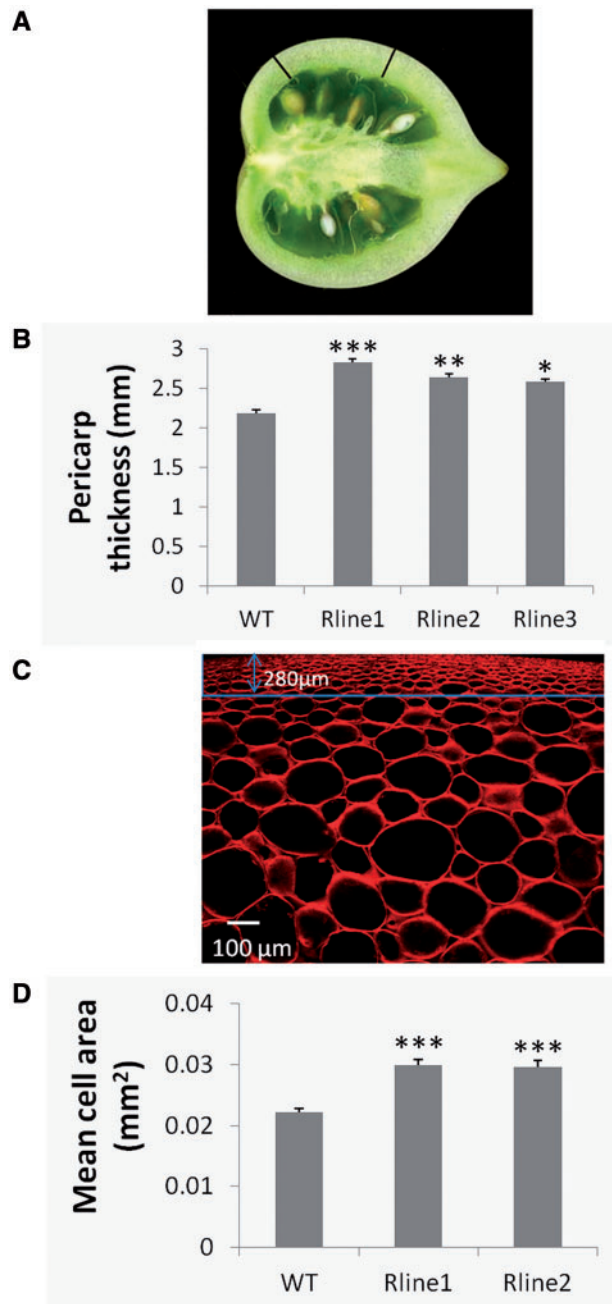 A
B
Pericarp
thickness (mm)
3
2.5
2
1.5
1
0.5
0
***
**
*
WT Rline1 Rline2 Rline3
C
280µm
100 µm
D
Mean cell area
(mm²)
0.04
0.03
0.02
0.01
0
***
***
WT Rline1 Rline2